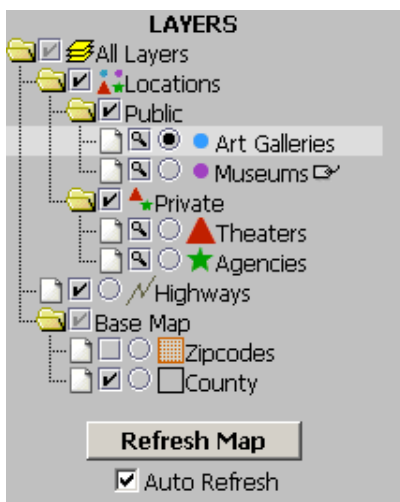 LAYERS
All Layers
Locations
Public
Art Galleries
Museums
Private
Theaters
Agencies
Highways
Base Map
Zipcodes
County
Refresh Map
Auto Refresh